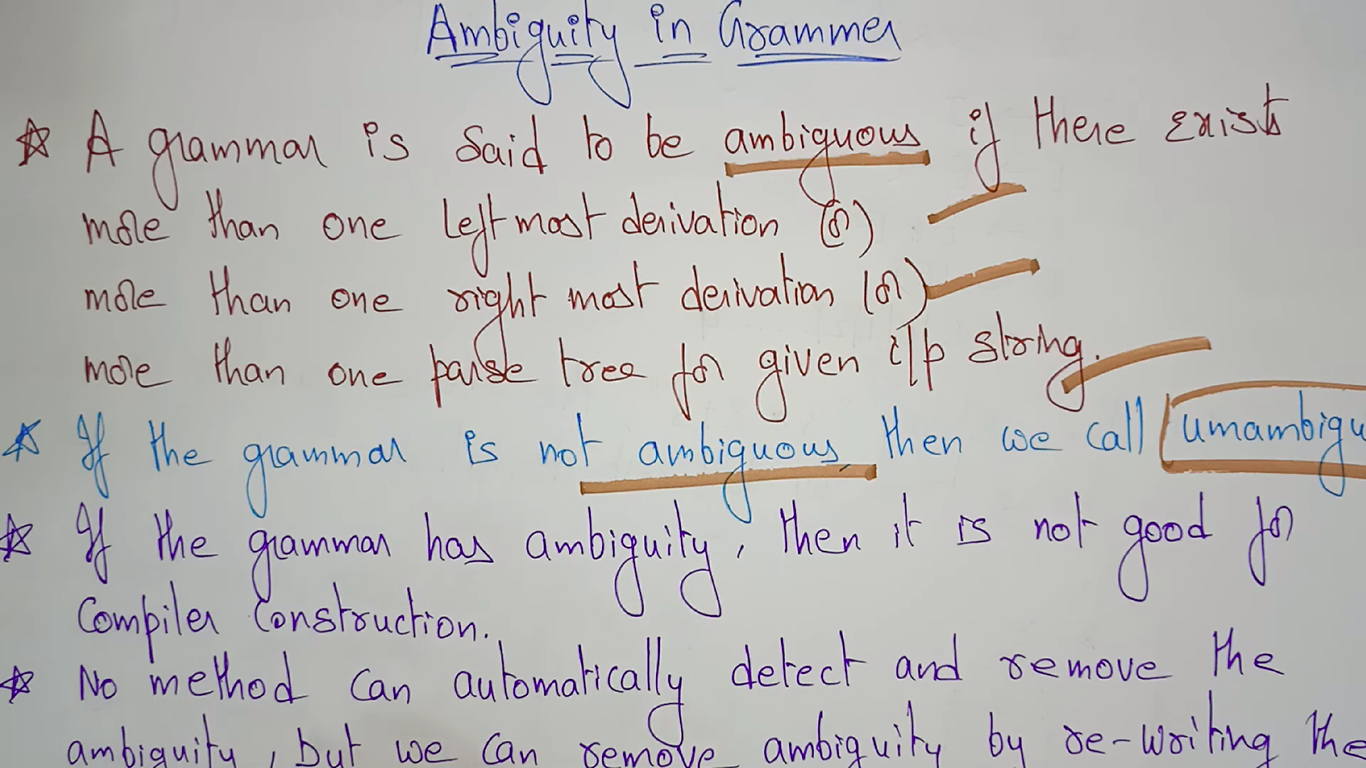 Ambiguity in Grammer
☆ A grammar is said to be ambiguous if there exist
more than one left most derivation (or)
more than one right most derivation (or)
more than one parse tree for given i/p string.
☆ If the grammar is not ambiguous then we call umambigu
☆ If the grammar has ambiguity, then it is not good for
Compiler Construction.
☆ No method can automatically detect and remove the
ambiguity, but we can remove ambiguity by re-writing the